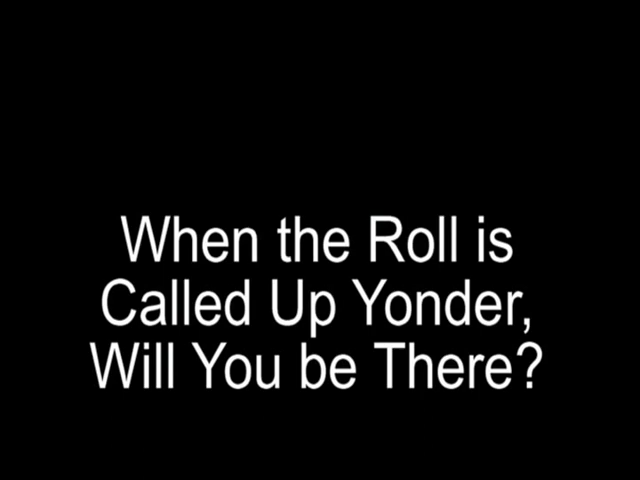 When the Roll is
Called Up Yonder,
Will You be There?